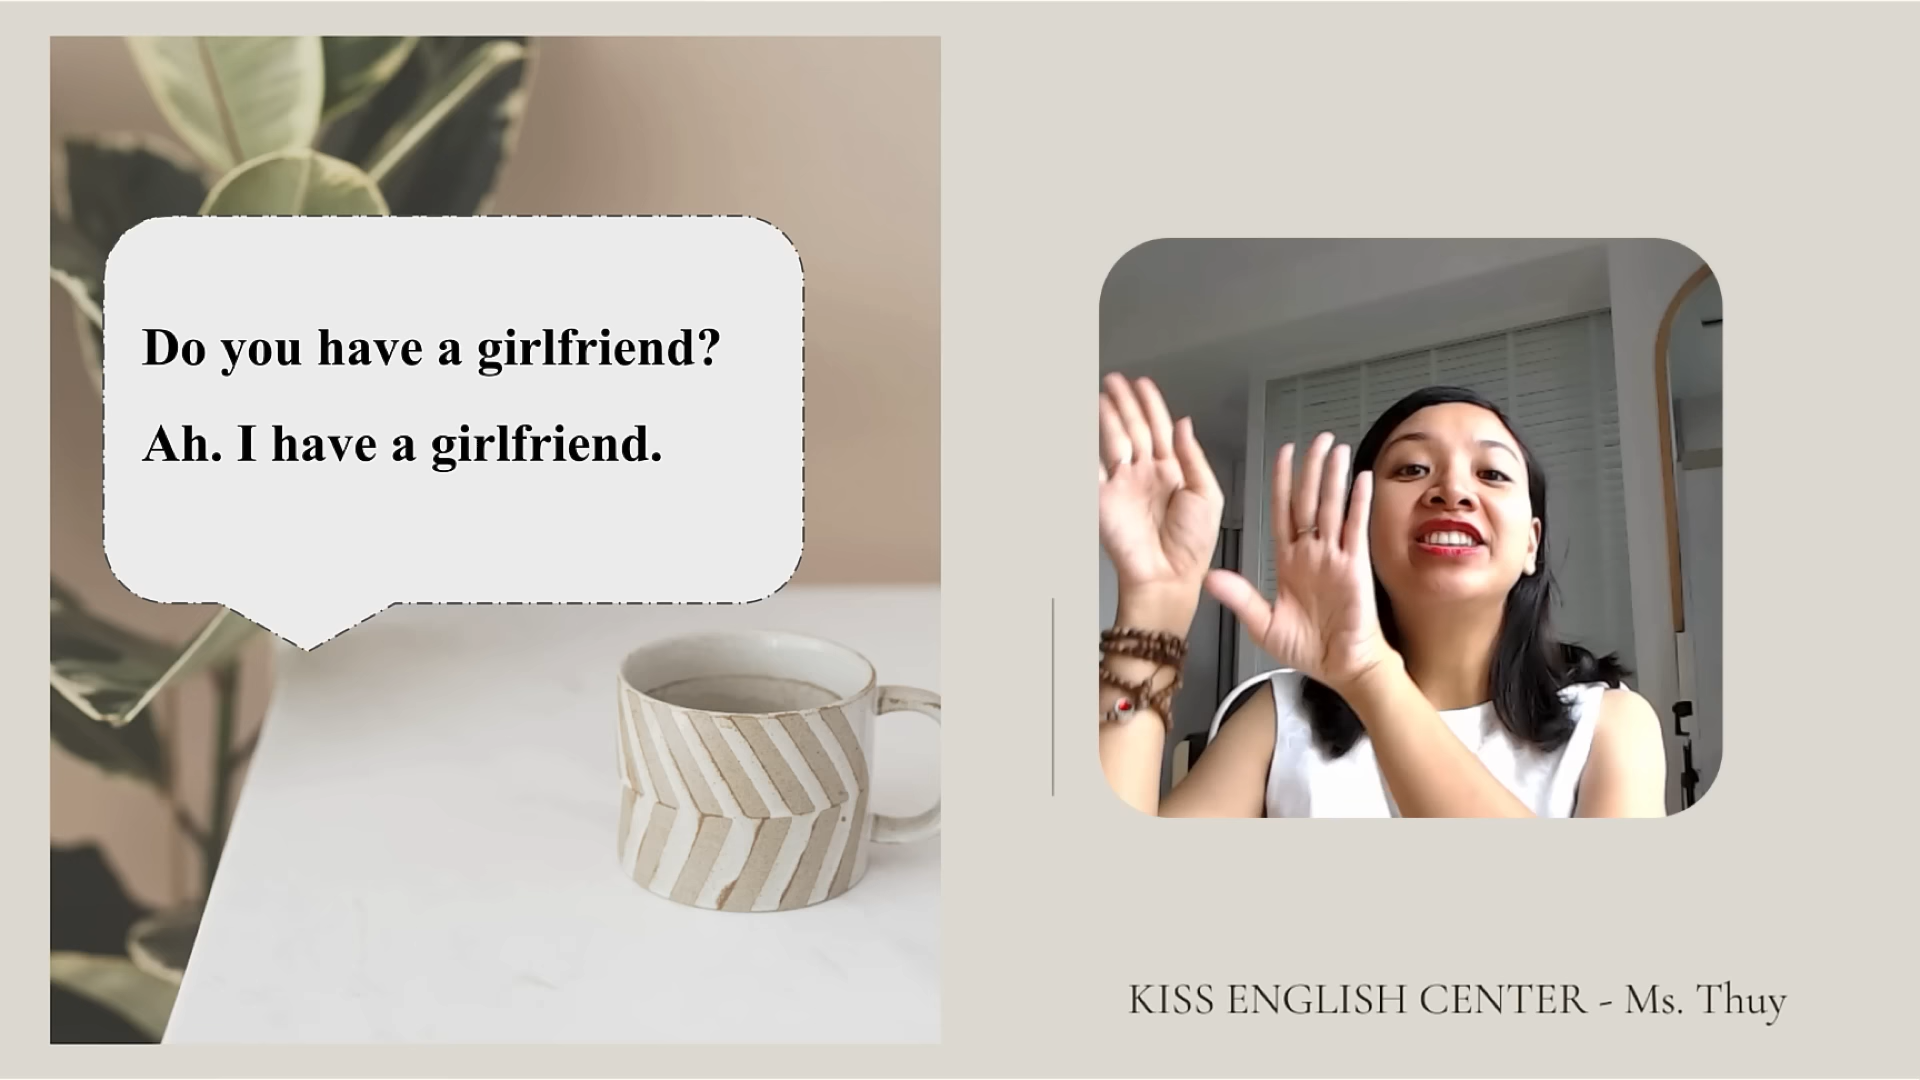 Do you have a girlfriend?
Ah. I have a girlfriend.
KISS ENGLISH CENTER - Ms. Thuy